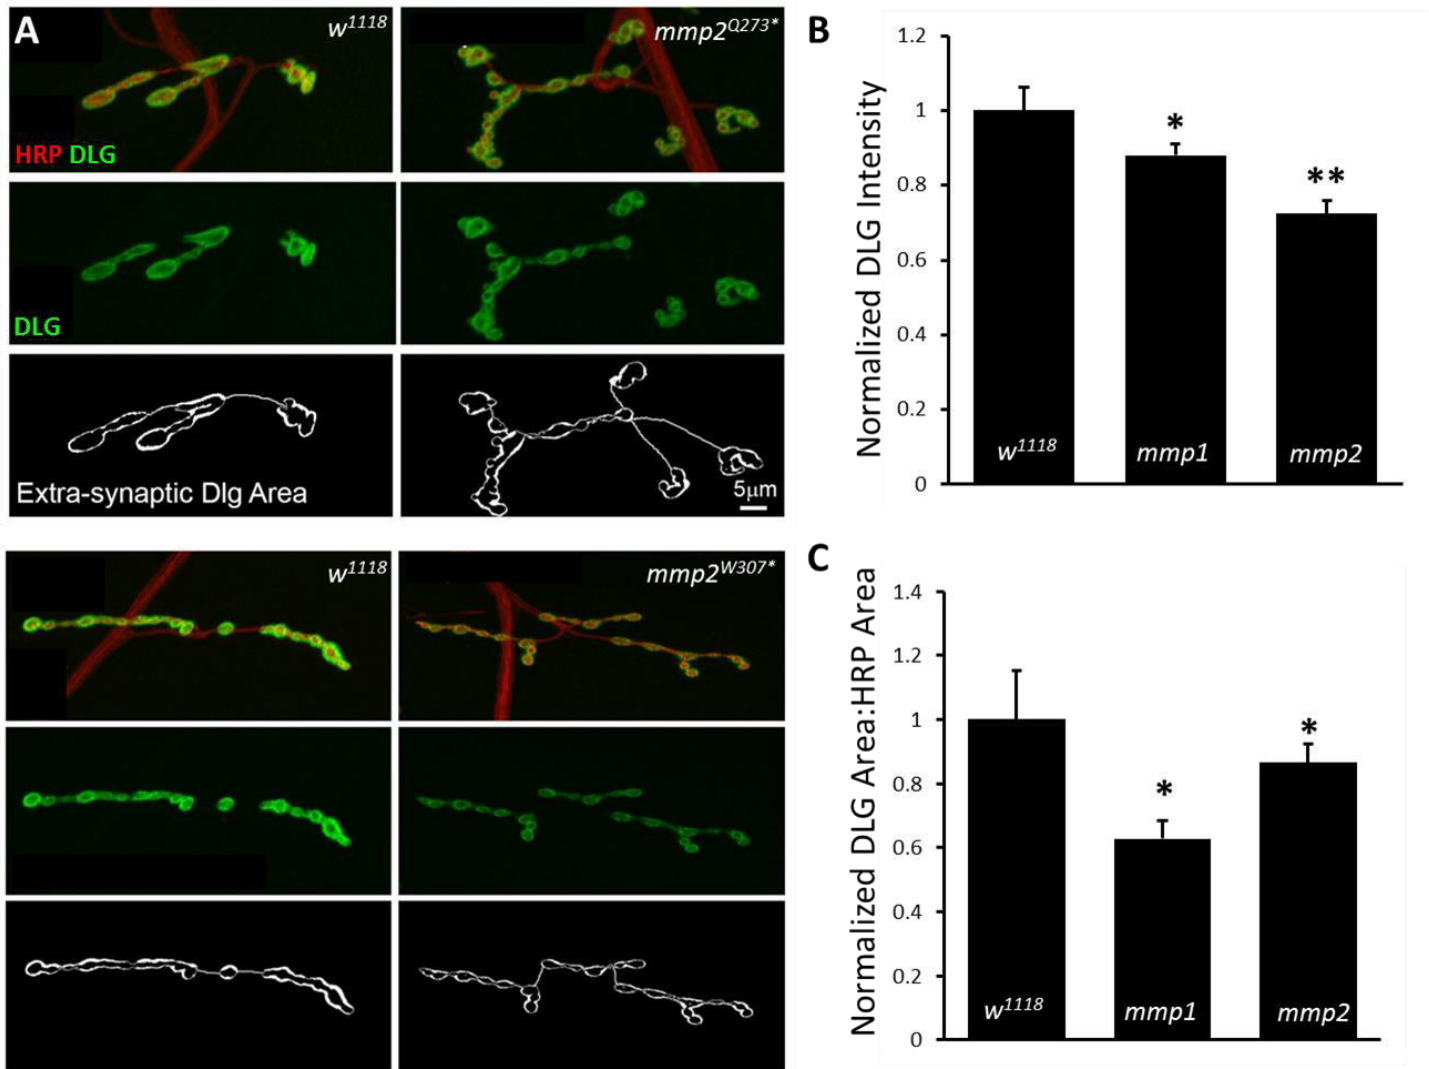 A
w1118
mmp2Q273*
HRP DLG
DLG
Extra-synaptic Dlg Area
5μm
w1118
mmp2W307*
B
Normalized DLG Intensity
1.2
1
0.8
0.6
0.4
0.2
0
*
**
w1118
mmp1
mmp2
C
Normalized DLG Area:HRP Area
1.4
1.2
1
0.8
0.6
0.4
0.2
0
*
*
w1118
mmp1
mmp2